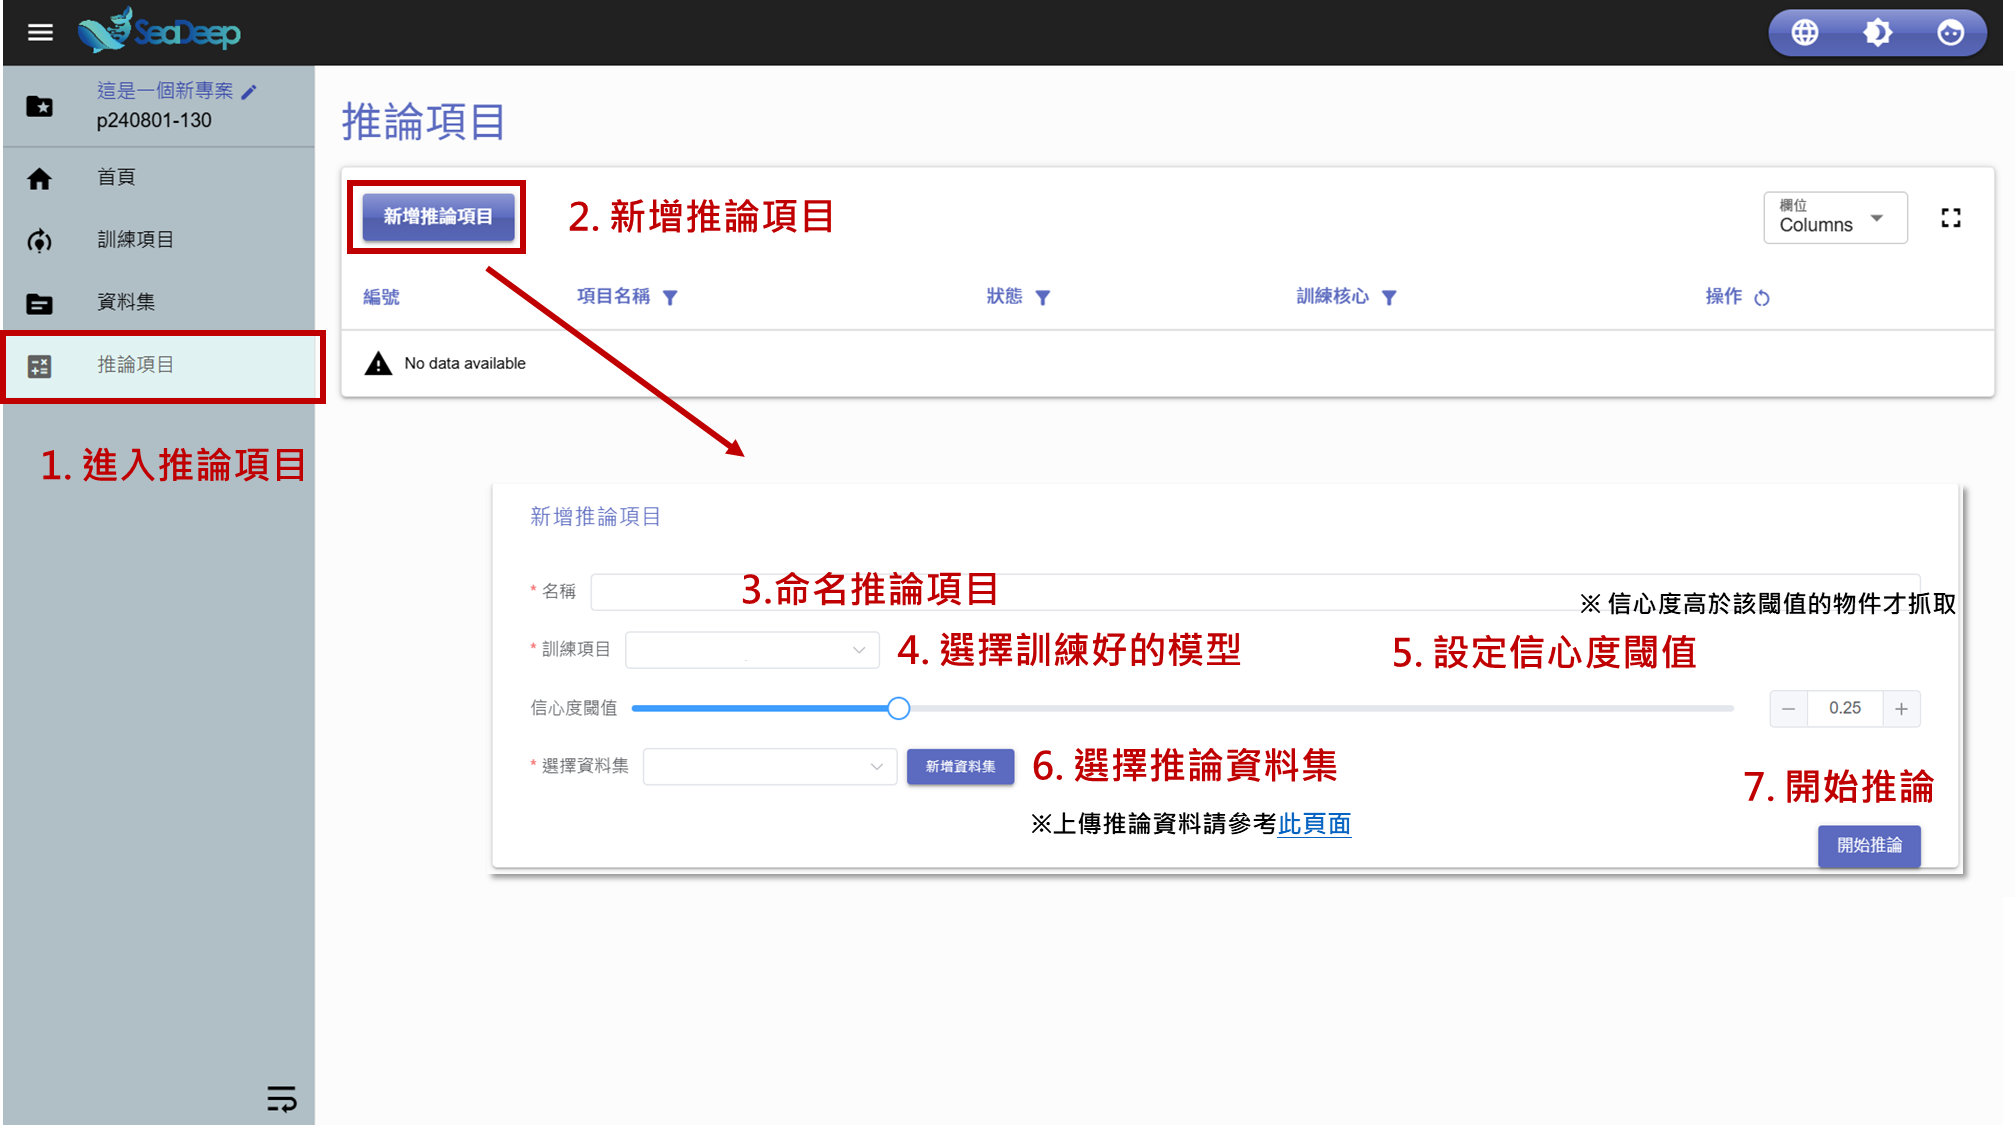 SeaDeep
這是一個新專案
p240801-130
首頁
訓練項目
資料集
推論項目
1. 進入推論項目
推論項目
新增推論項目
2. 新增推論項目
欄位
Columns
編號 項目名稱 狀態 訓練核心 操作
No data available
新增推論項目
* 名稱
3.命名推論項目
※ 信心度高於該閾值的物件才抓取
* 訓練項目
4. 選擇訓練好的模型
5. 設定信心度閾值
信心度閾值
0.25
* 選擇資料集
新增資料集
6. 選擇推論資料集
7. 開始推論
※上傳推論資料請參考此頁面
開始推論